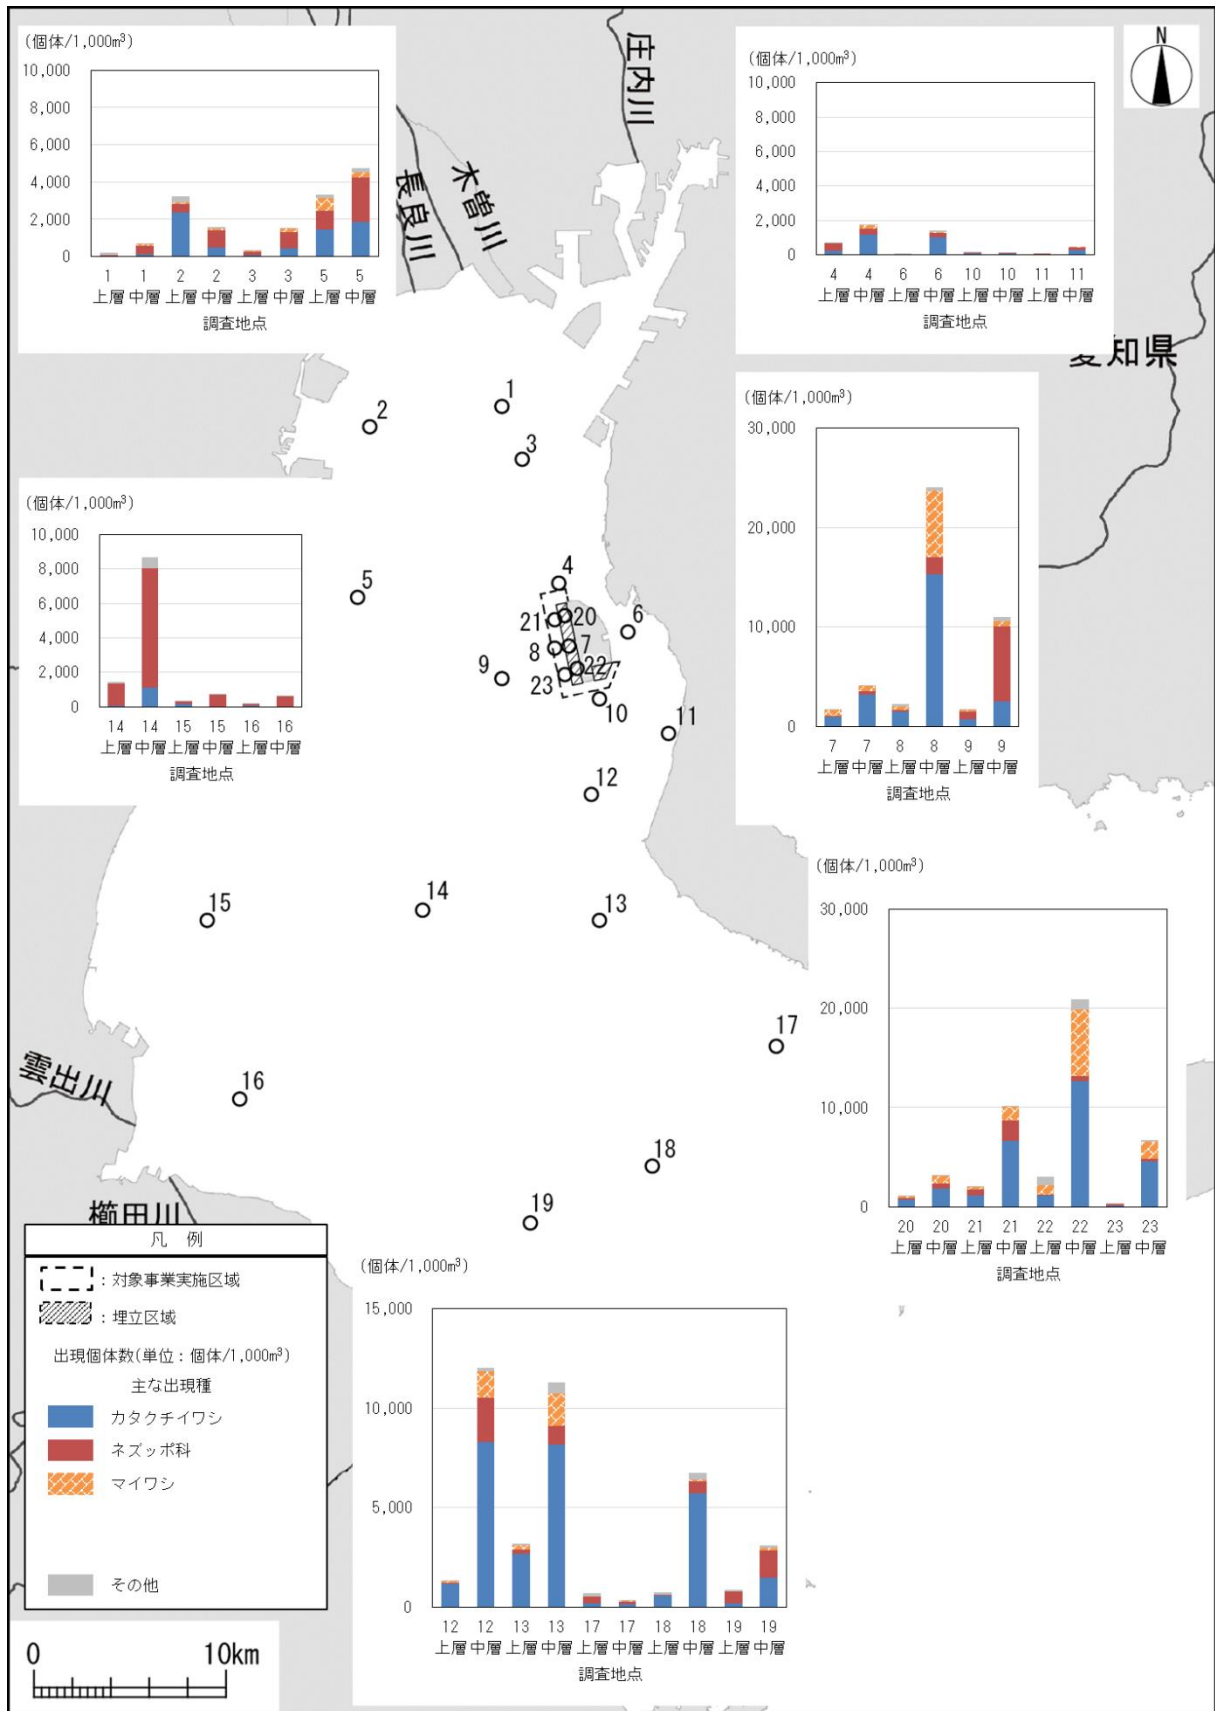 (個体/1,000m³)
10,000
8,000
6,000
4,000
2,000
0
1 1 2 2 3 3 5 5
上層 中層 上層 中層 上層 中層 上層 中層
調査地点
庄内川
木曽川
長良川
(個体/1,000m³)
10,000
8,000
6,000
4,000
2,000
0
4 4 6 6 10 10 11 11
上層 中層 上層 中層 上層 中層 上層 中層
調査地点
N
愛知県
1
2
3
(個体/1,000m³)
30,000
20,000
10,000
0
7 7 8 8 9 9
上層 中層 上層 中層 上層 中層
調査地点
(個体/1,000m³)
10,000
8,000
6,000
4,000
2,000
0
14 14 15 15 16 16
上層 中層 上層 中層 上層 中層
調査地点
4
5
20
21
6
7
8
22
9
23
10
11
12
14
15
13
17
16
18
19
(個体/1,000m³)
30,000
20,000
10,000
0
20 20 21 21 22 22 23 23
上層 中層 上層 中層 上層 中層 上層 中層
調査地点
雲出川
櫛田川
凡 例
：対象事業実施区域
：埋立区域
出現個体数(単位：個体/1,000m³)
主な出現種
カタクチイワシ
ネズッポ科
マイワシ
その他
0 10km
(個体/1,000m³)
15,000
10,000
5,000
0
12 12 13 13 17 17 18 18 19 19
上層 中層 上層 中層 上層 中層 上層 中層 上層 中層
調査地点